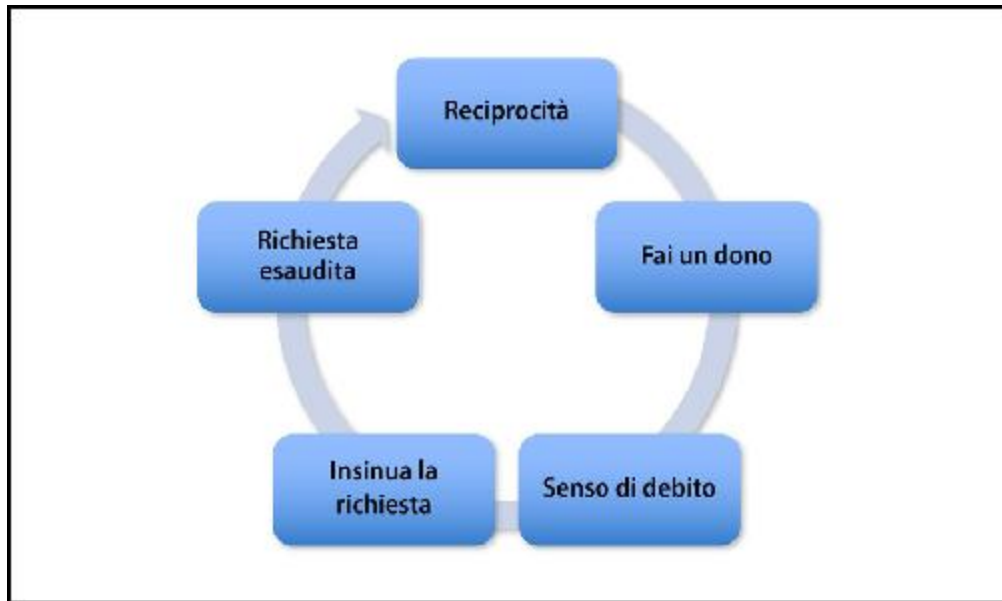 Reciprocità
Fai un dono
Senso di debito
Insinua la
richiesta
Richiesta
esaudita